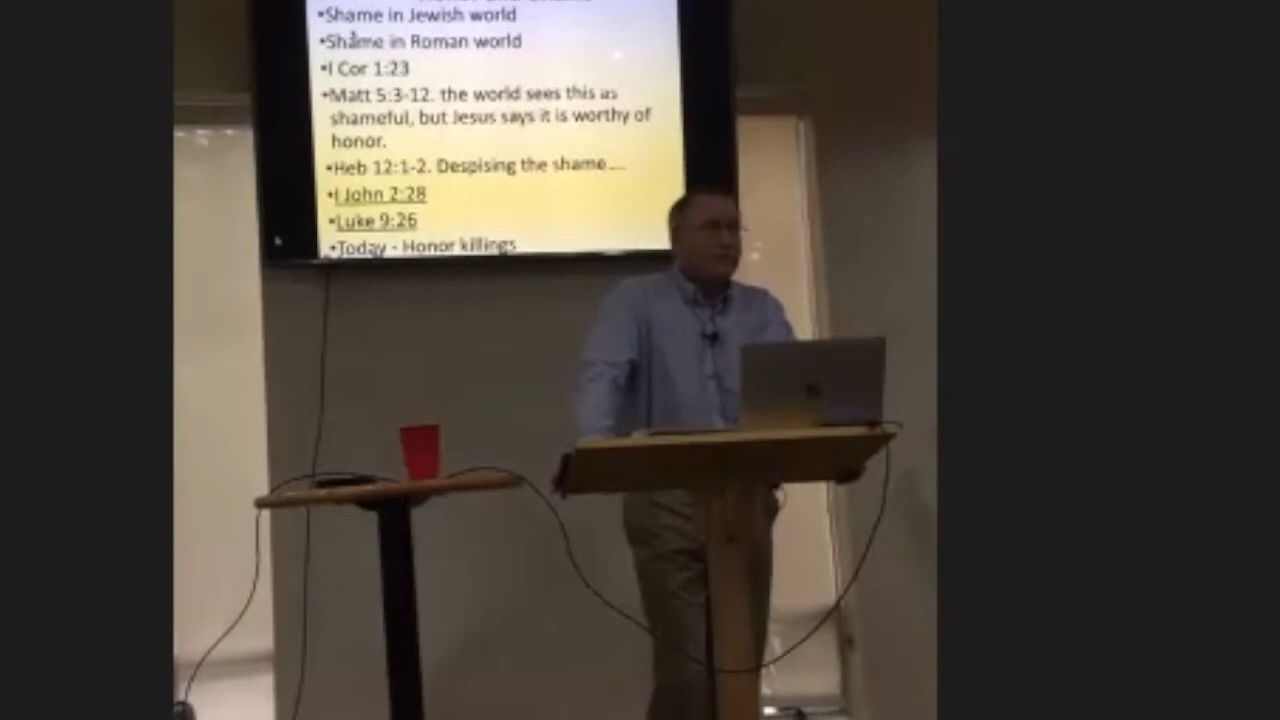 •Shame in Jewish world
•Shame in Roman world
•I Cor 1:23
•Matt 5:3-12. the world sees this as
shameful, but Jesus says it is worthy of
honor.
•Heb 12:1-2. Despising the shame....
•I John 2:28
•Luke 9:26
•Today - Honor killings